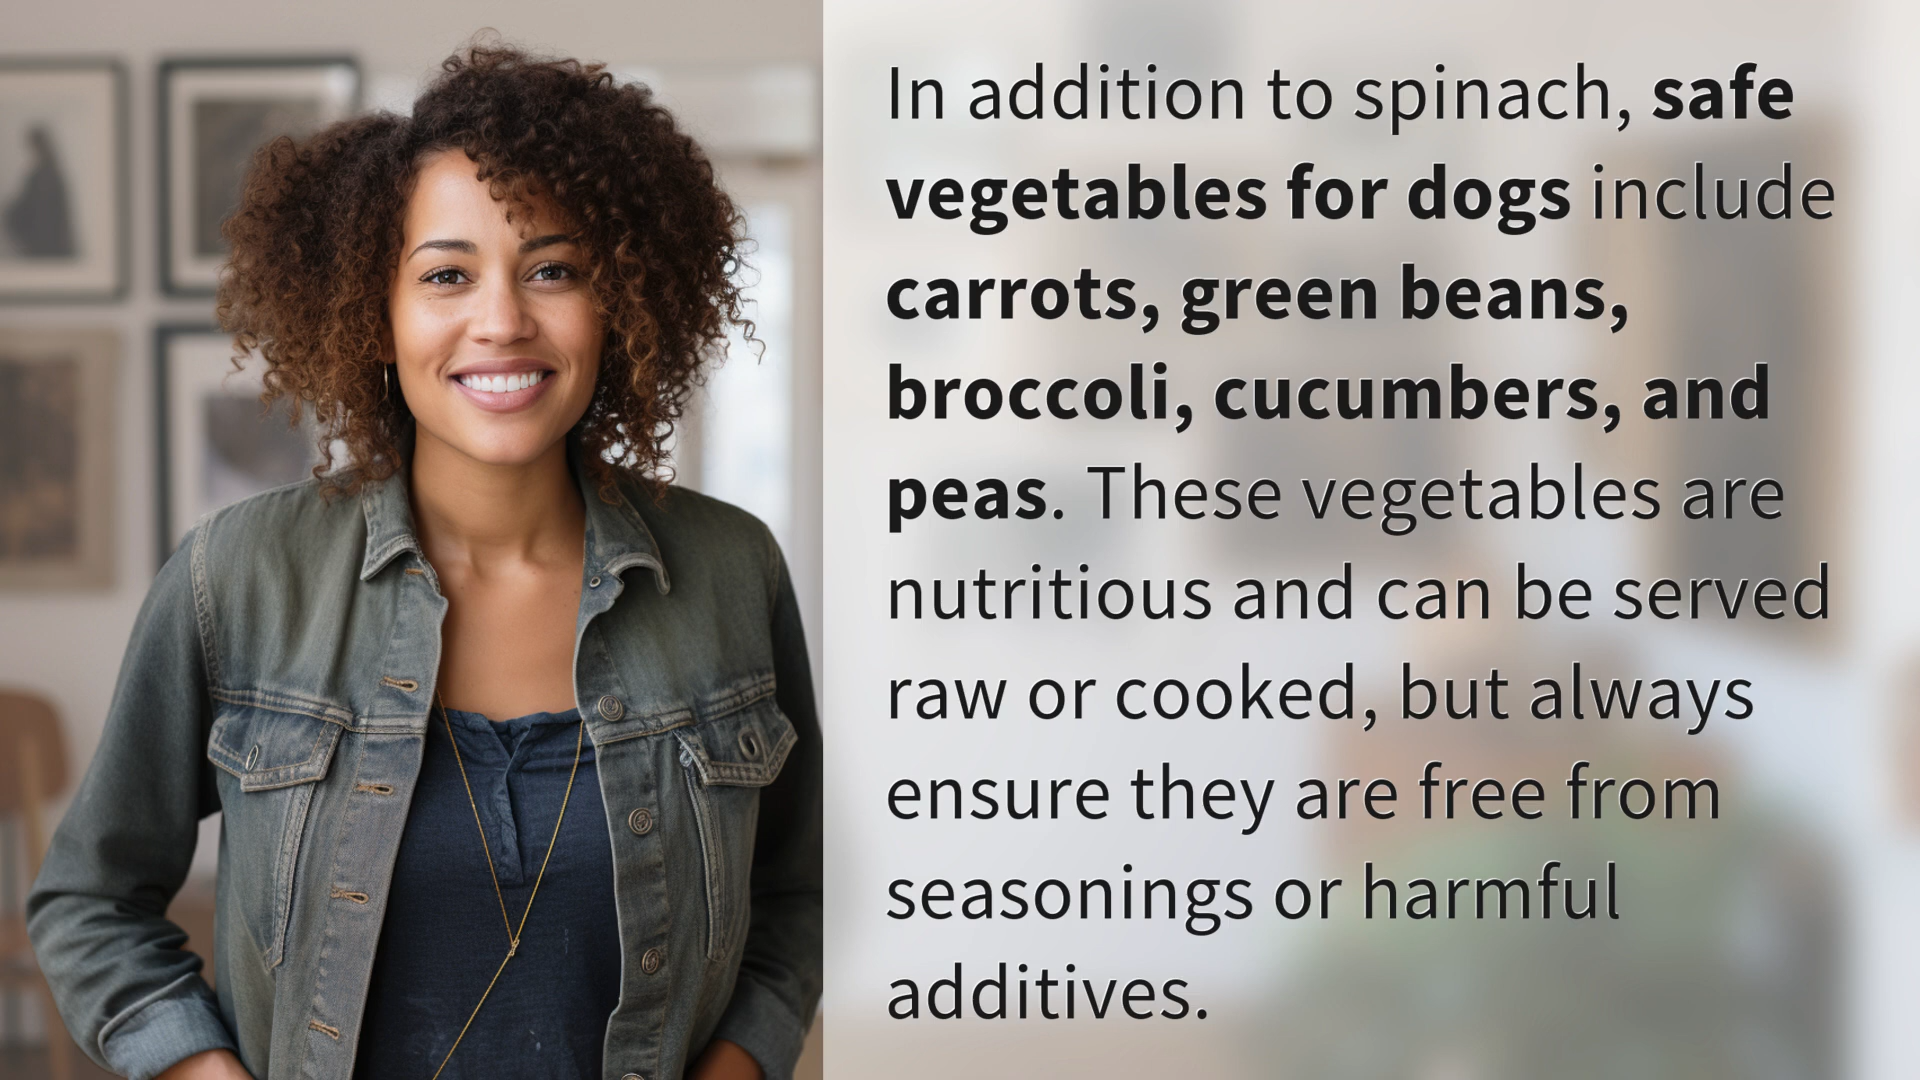 In addition to spinach, safe
vegetables for dogs include
carrots, green beans,
broccoli, cucumbers, and
peas. These vegetables are
nutritious and can be served
raw or cooked, but always
ensure they are free from
seasonings or harmful
additives.